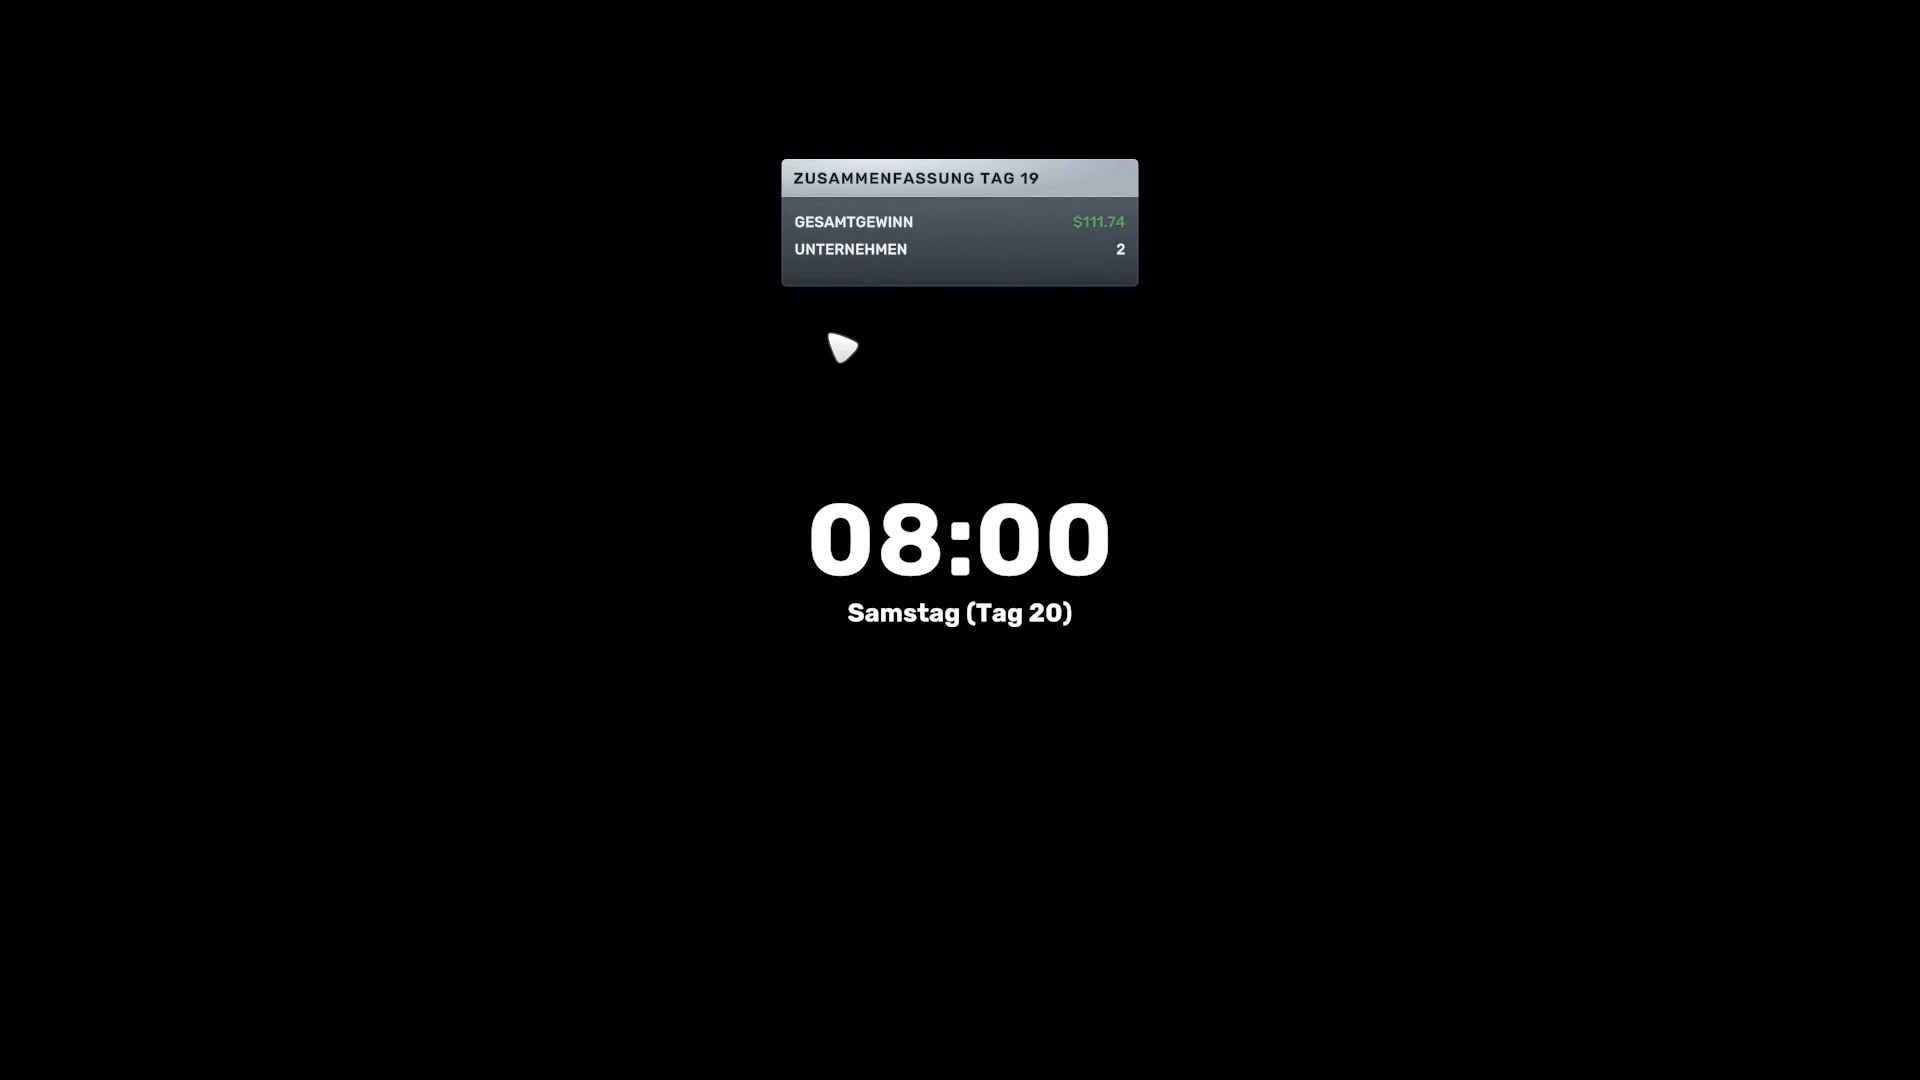 ZUSAMMENFASSUNG TAG 19
GESAMTGEWINN $111.74
UNTERNEHMEN 2
08:00
Samstag (Tag 20)